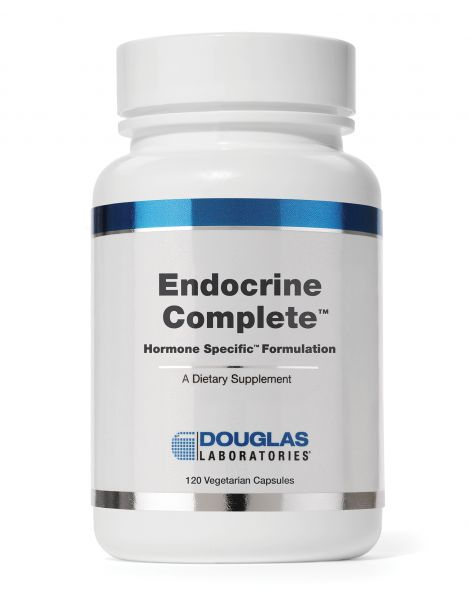 Endocrine
Complete™
Hormone Specific™ Formulation
A Dietary Supplement
DOUGLAS
LABORATORIES®
120 Vegetarian Capsules